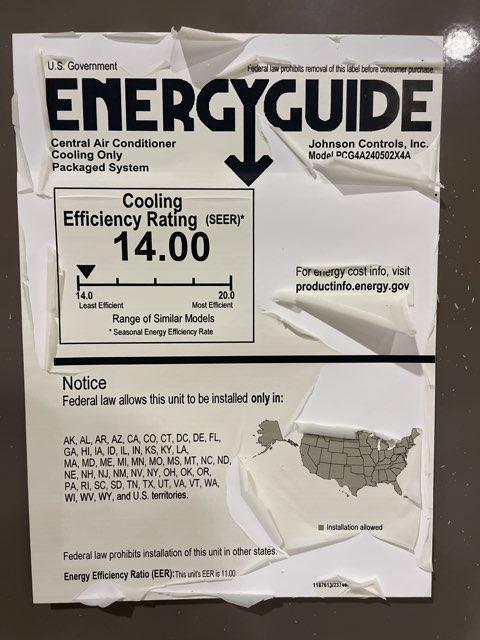 U.S. Government
Federal law prohibits removal of this label before consumer purchase.
ENERGYGUIDE
Central Air Conditioner
Cooling Only
Packaged System
Johnson Controls, Inc.
Model PCG4A240502X4A
Cooling
Efficiency Rating (SEER)*
14.00
14.0
20.0
Least Efficient
Most Efficient
Range of Similar Models
* Seasonal Energy Efficiency Rate
For energy cost info, visit
productinfo.energy.gov
Notice
Federal law allows this unit to be installed only in:
AK, AL, AR, AZ, CA, CO, CT, DC, DE, FL,
GA, HI, IA, ID, IL, IN, KS, KY, LA,
MA, MD, ME, MI, MN, MO, MS, MT, NC, ND,
NE, NH, NJ, NM, NV, NY, OH, OK, OR,
PA, RI, SC, SD, TN, TX, UT, VA, VT, WA,
WI, WV, WY, and U.S. territories.
Installation allowed
Federal law prohibits installation of this unit in other states.
Energy Efficiency Ratio (EER): This unit's EER is 11.00